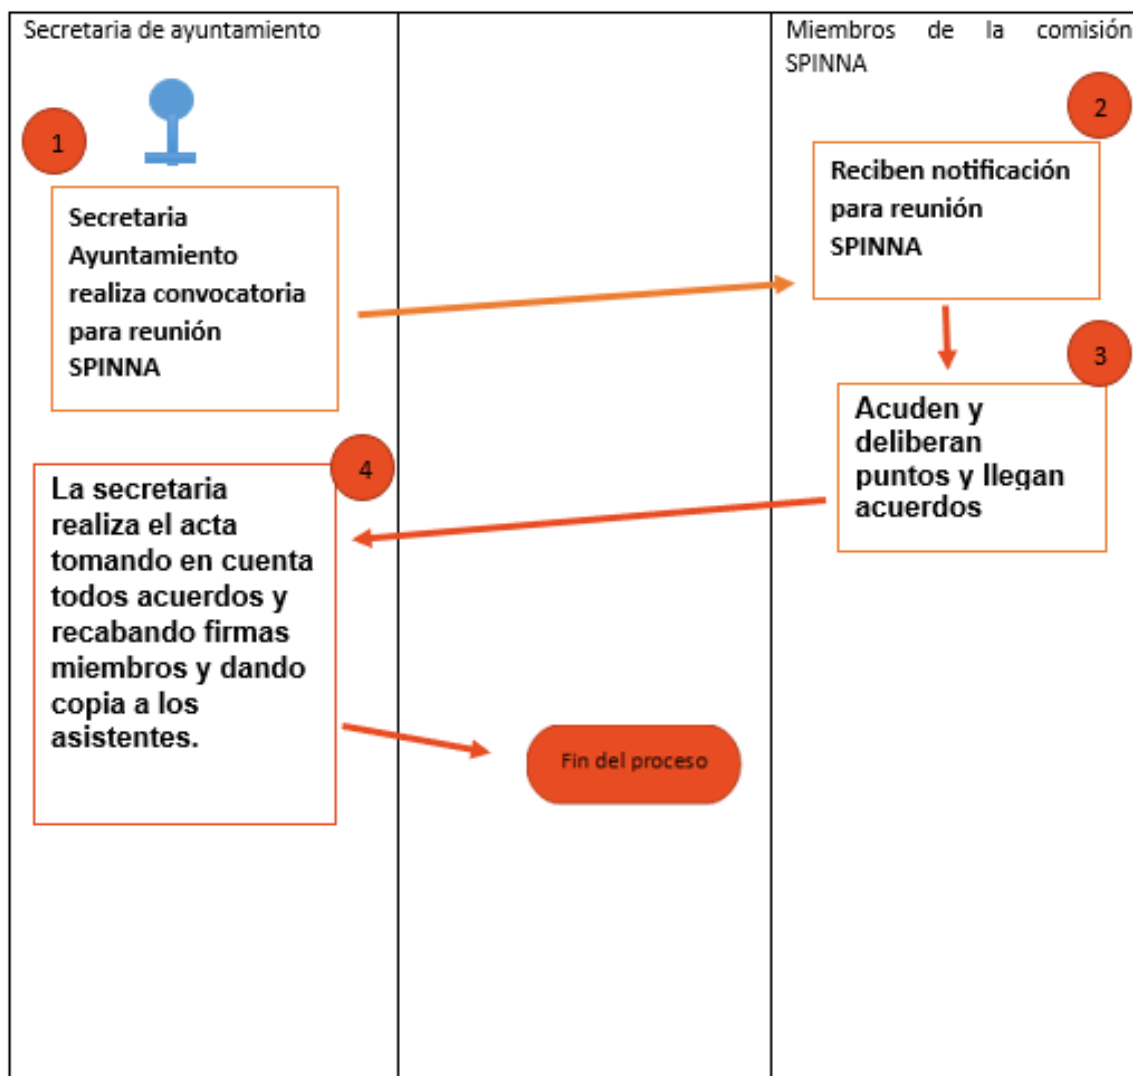 Secretaria de ayuntamiento
Miembros de la comisión
SPINNA
1
Secretaria
Ayuntamiento
realiza convocatoria
para reunión
SPINNA
2
Reciben notificación
para reunión
SPINNA
3
Acuden y
deliberan
puntos y llegan
acuerdos
4
La secretaria
realiza el acta
tomando en cuenta
todos acuerdos y
recabando firmas
miembros y dando
copia a los
asistentes.
Fin del proceso